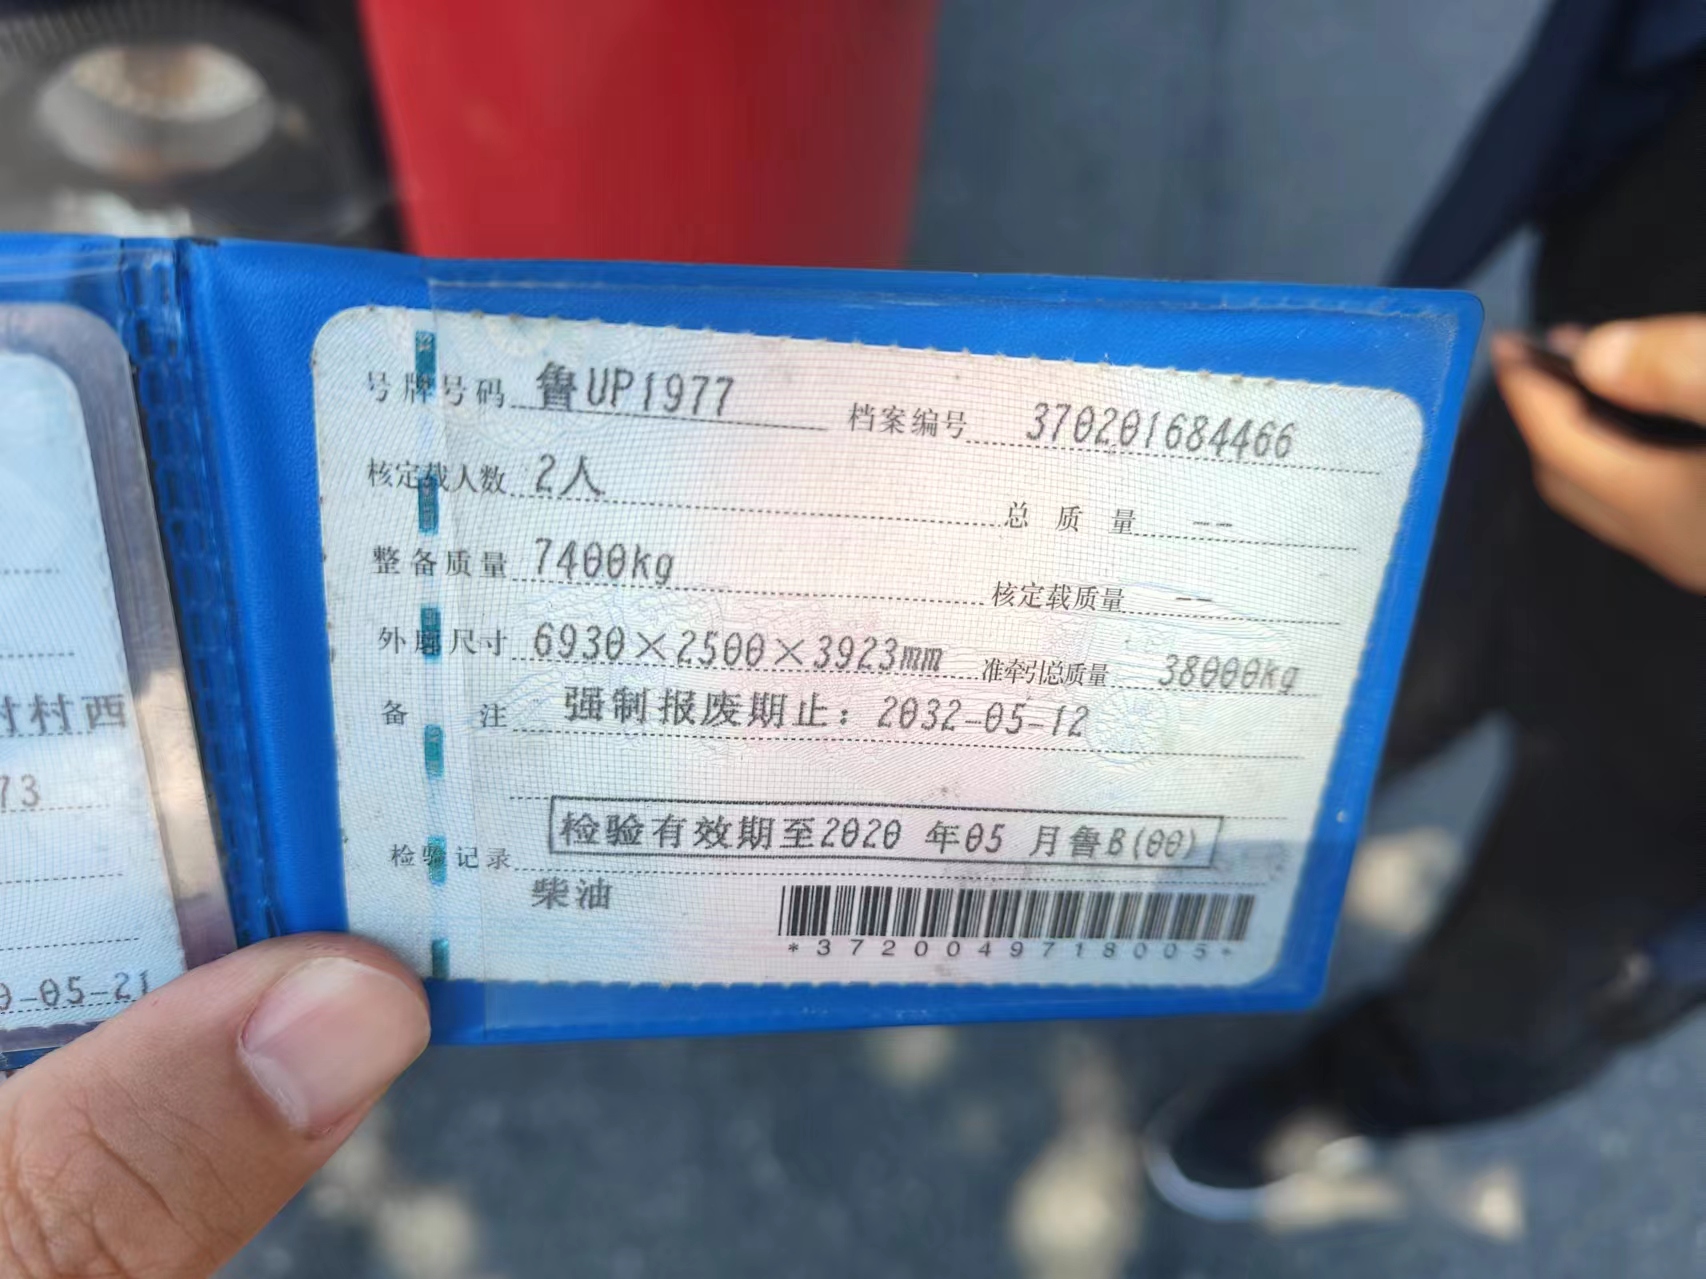 号牌号码 鲁UP1977 档案编号 370201684466
核定载人数 2人 总质量 --
整备质量 7400kg 核定载质量 --
外廓尺寸 6930×2500×3923mm 准牵引总质量 38000kg
备注 强制报废期止：2032-05-12
检验记录 检验有效期至2020年05月鲁B(00)
柴油
*3720049718005*
村村西
73
0-05-21